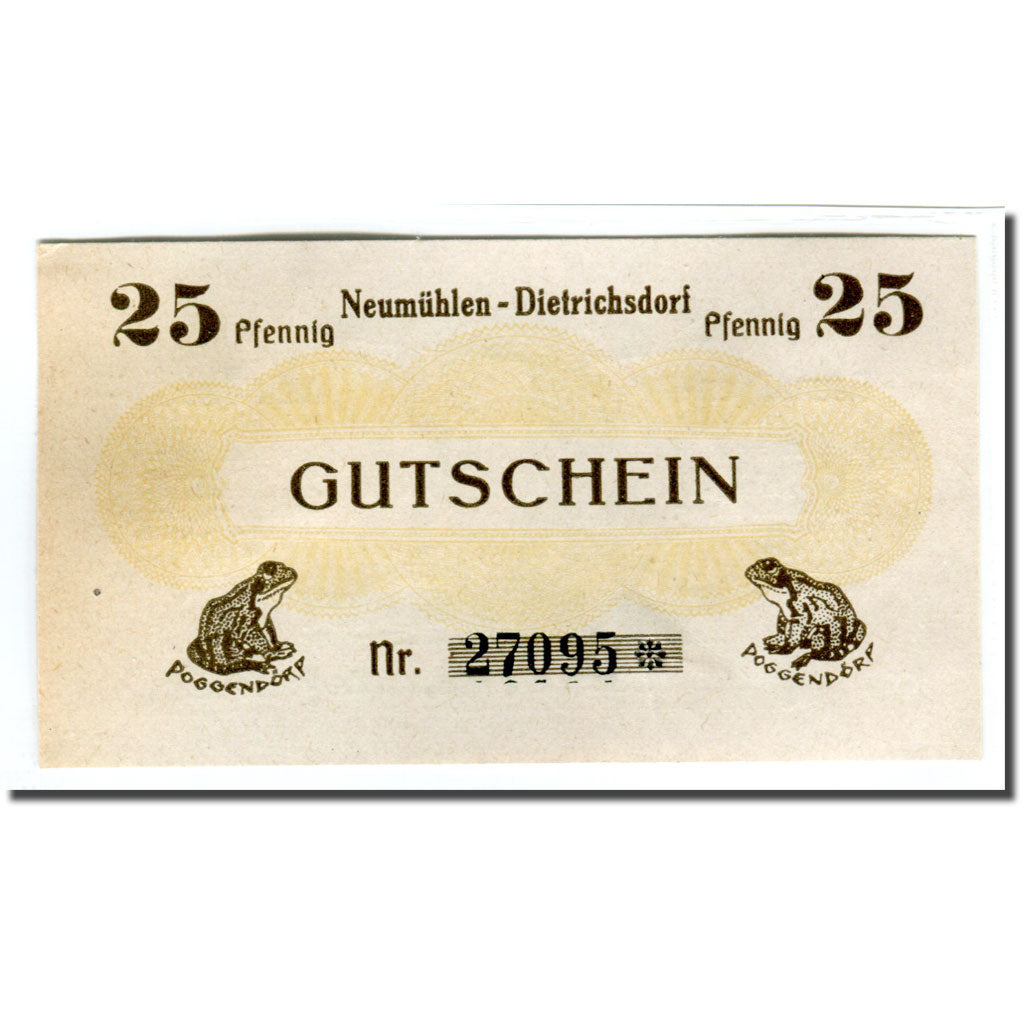 25 Pfennig Neumühlen-Dietrichsdorf Pfennig 25
GUTSCHEIN
Nr. 27095*
POGGENDÖRP POGGENDÖRP